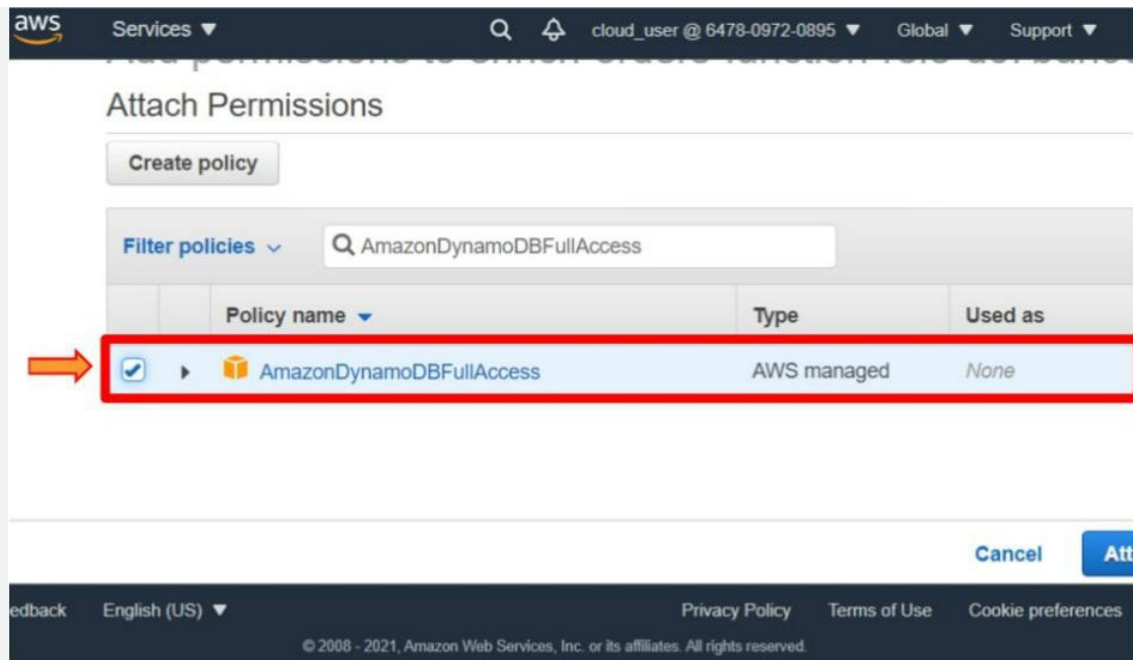 aws Services cloud_user @ 6478-0972-0895 Global Support
Attach Permissions
Create policy
Filter policies AmazonDynamoDBFullAccess
Policy name Type Used as
AmazonDynamoDBFullAccess AWS managed None
Cancel Att
edback English (US) Privacy Policy Terms of Use Cookie preferences
© 2008 - 2021, Amazon Web Services, Inc. or its affiliates. All rights reserved.